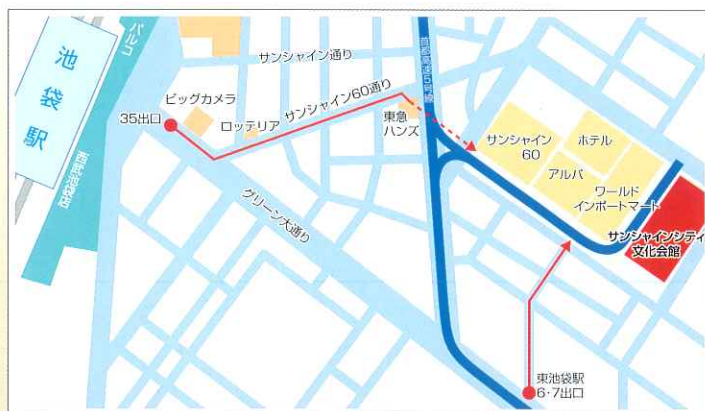 パルコ
池袋駅
西武池袋店
サンシャイン通り
ビッグカメラ
35出口
ロッテリア
サンシャイン60通り
東急
ハンズ
首都高速5号線
サンシャイン
60
ホテル
アルパ
ワールド
インポートマート
サンシャインシティ
文化会館
グリーン大通り
東池袋駅
6・7出口